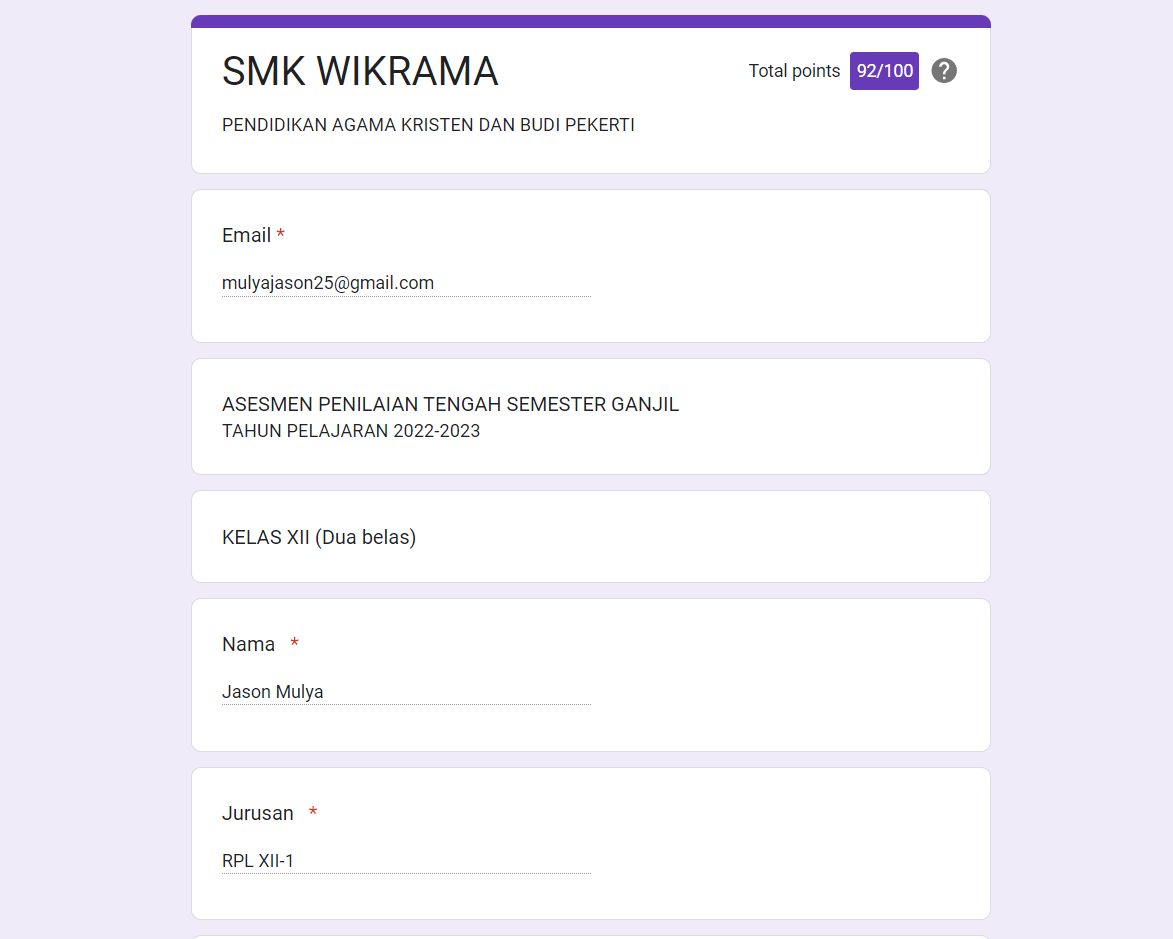 SMK WIKRAMA
Total points 92/100
PENDIDIKAN AGAMA KRISTEN DAN BUDI PEKERTI
Email *
mulyajason25@gmail.com
ASESMEN PENILAIAN TENGAH SEMESTER GANJIL
TAHUN PELAJARAN 2022-2023
KELAS XII (Dua belas)
Nama *
Jason Mulya
Jurusan *
RPL XII-1